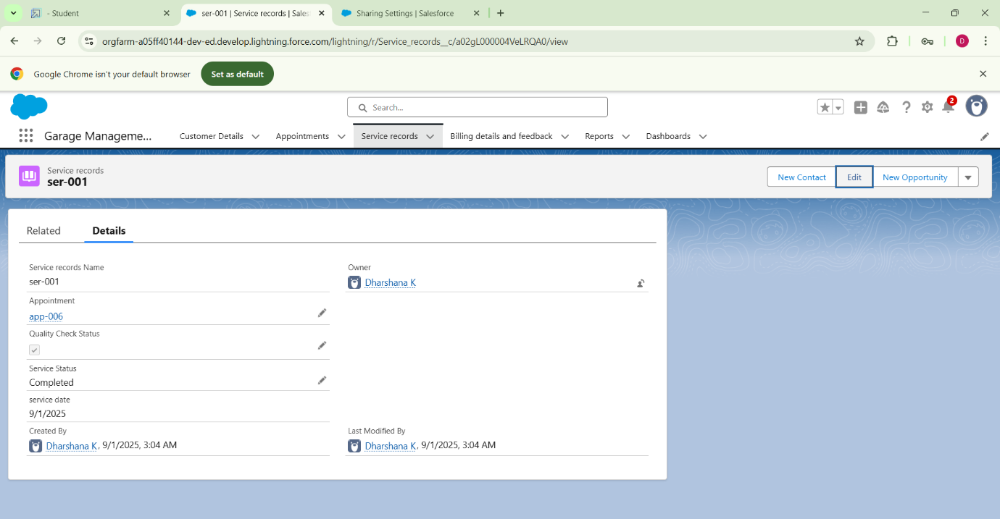 - Student
ser-001 | Service records | Sales
Sharing Settings | Salesforce
orgfarm-a05ff40144-dev-ed.develop.lightning.force.com/lightning/r/Service_records__c/a02gL000004VeLRQA0/view
D
Google Chrome isn't your default browser
Set as default
Search...
2
Garage Manageme...
Customer Details
Appointments
Service records
Billing details and feedback
Reports
Dashboards
Service records
ser-001
New Contact
Edit
New Opportunity
Related
Details
Service records Name
ser-001
Owner
Dharshana K
Appointment
app-006
Quality Check Status
Service Status
Completed
service date
9/1/2025
Created By
Dharshana K, 9/1/2025, 3:04 AM
Last Modified By
Dharshana K, 9/1/2025, 3:04 AM